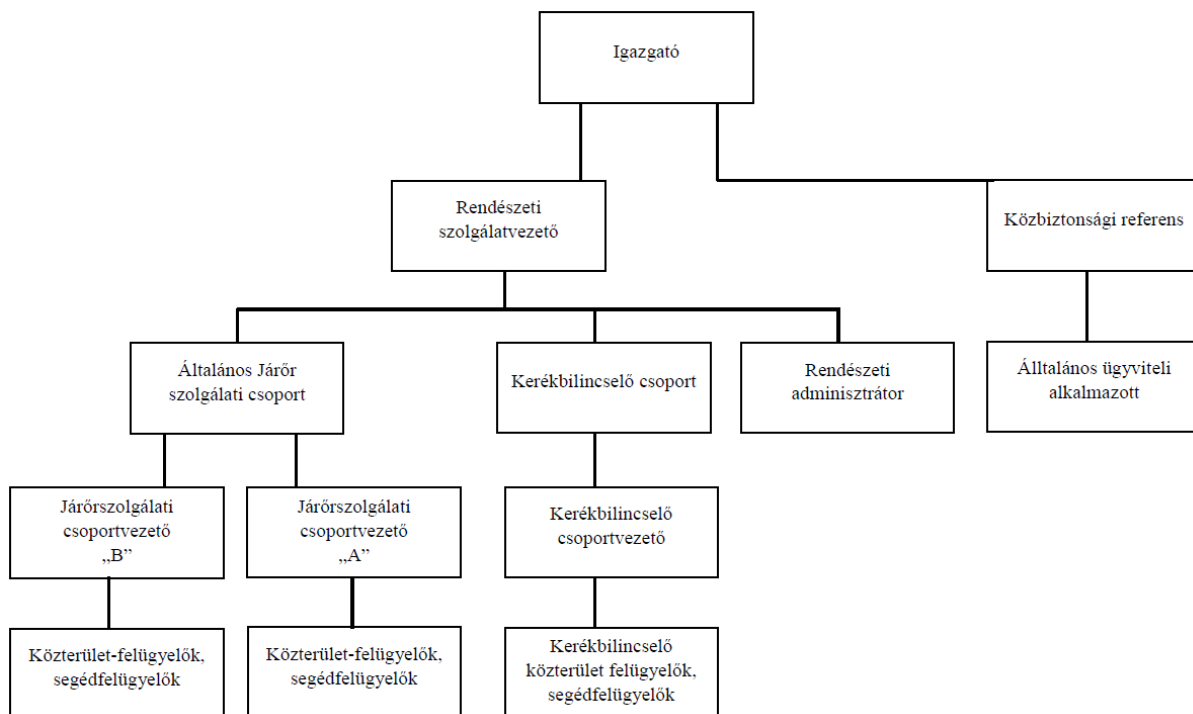 Igazgató
Rendészeti
szolgálatvezető
Közbiztonsági referens
Általános Járőr
szolgálati csoport
Kerékbilincselő csoport
Rendészeti
adminisztrátor
Álltalános ügyviteli
alkalmazott
Járőrszolgálati
csoportvezető
„B”
Járőrszolgálati
csoportvezető
„A”
Kerékbilincselő
csoportvezető
Közterület-felügyelők,
segédfelügyelők
Közterület-felügyelők,
segédfelügyelők
Kerékbilincselő
közterület felügyelők,
segédfelügyelők